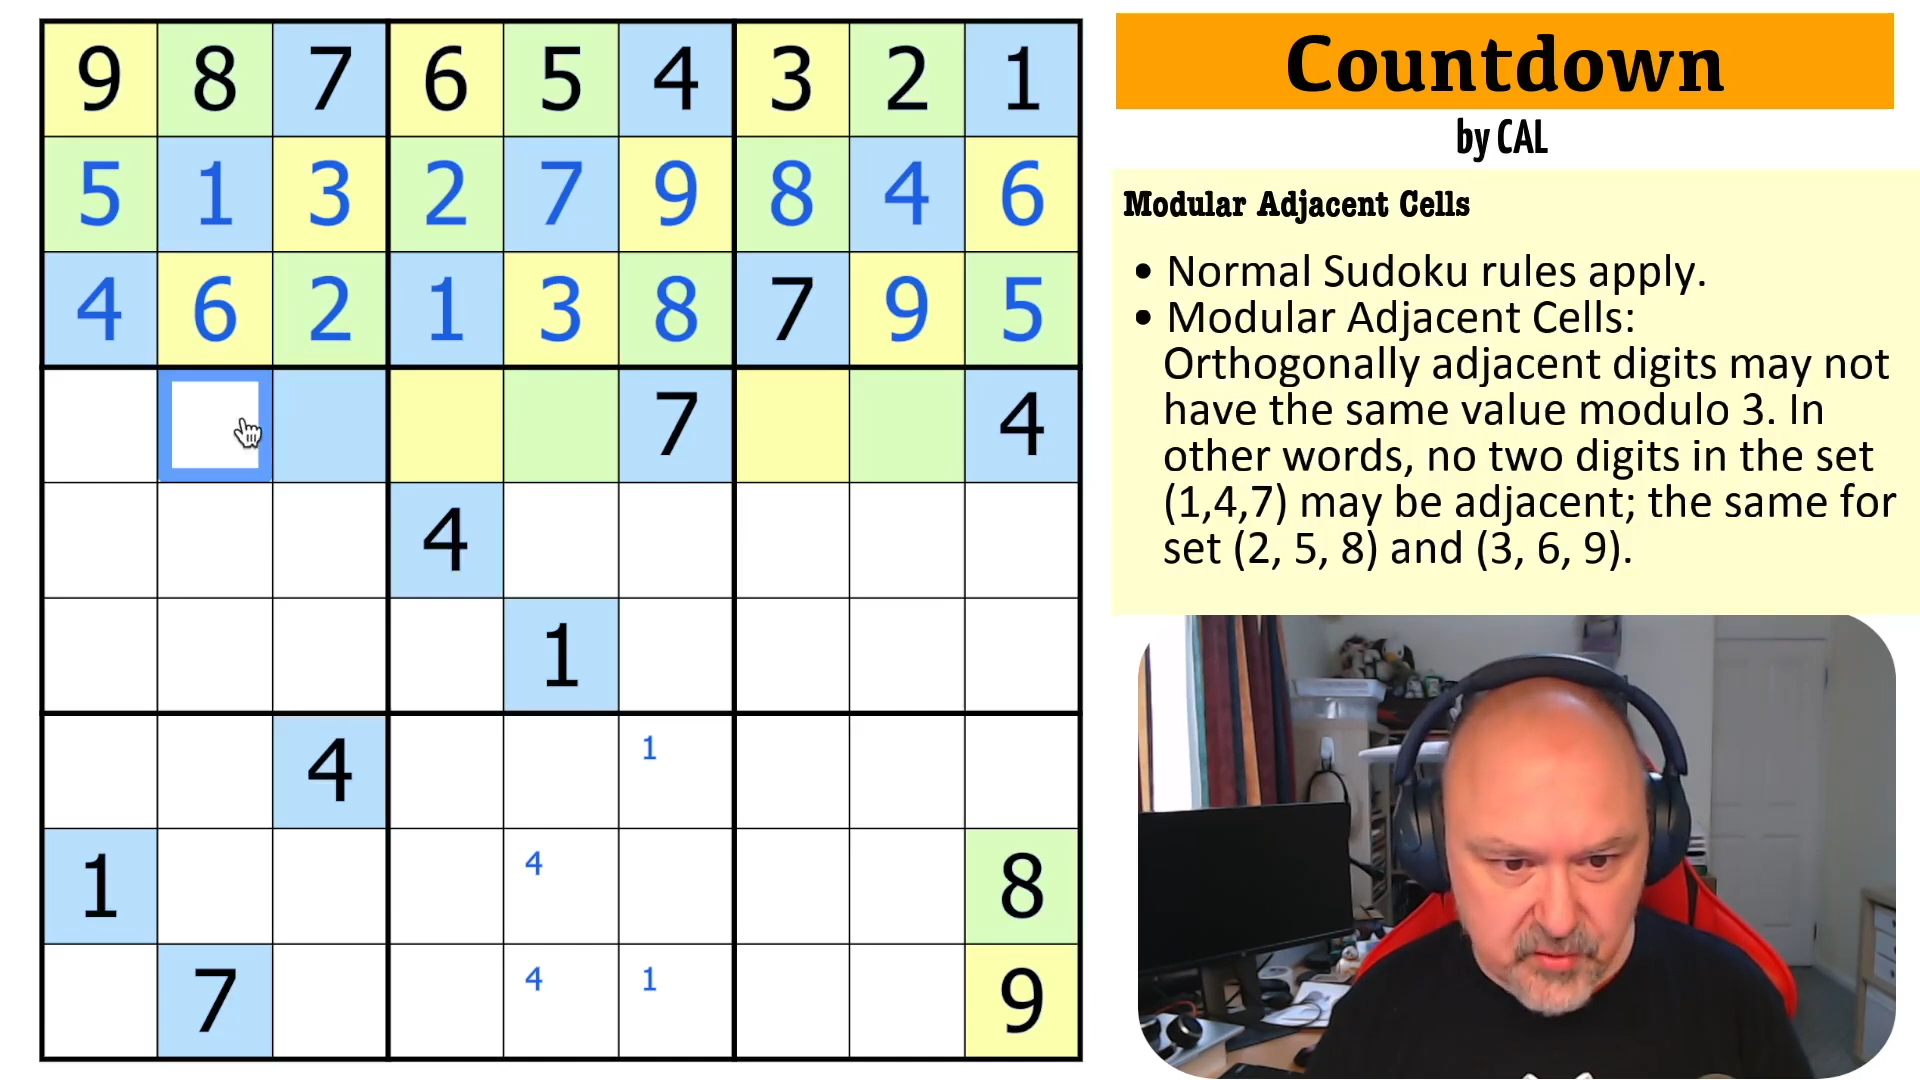 9 8 7 6 5 4 3 2 1
5 1 3 2 7 9 8 4 6
4 6 2 1 3 8 7 9 5
7 4
4
1
4 1
1 4 8
7 4 1 9
Countdown
by CAL
Modular Adjacent Cells
• Normal Sudoku rules apply.
• Modular Adjacent Cells:
Orthogonally adjacent digits may not
have the same value modulo 3. In
other words, no two digits in the set
(1,4,7) may be adjacent; the same for
set (2, 5, 8) and (3, 6, 9).